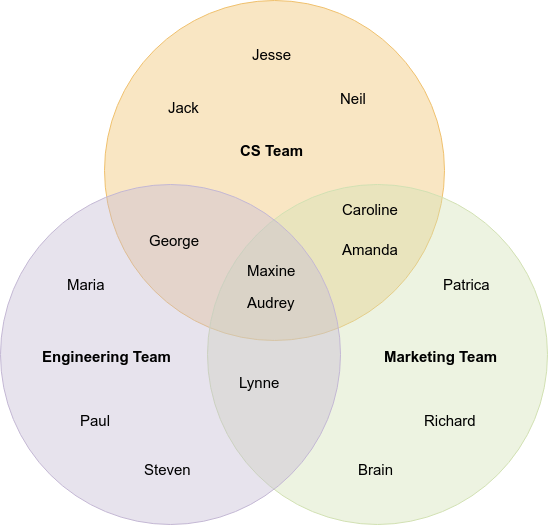 Jesse
Neil
Jack
CS Team
Caroline
George
Amanda
Maxine
Maria
Patrica
Audrey
Engineering Team
Marketing Team
Lynne
Paul
Richard
Steven
Brain